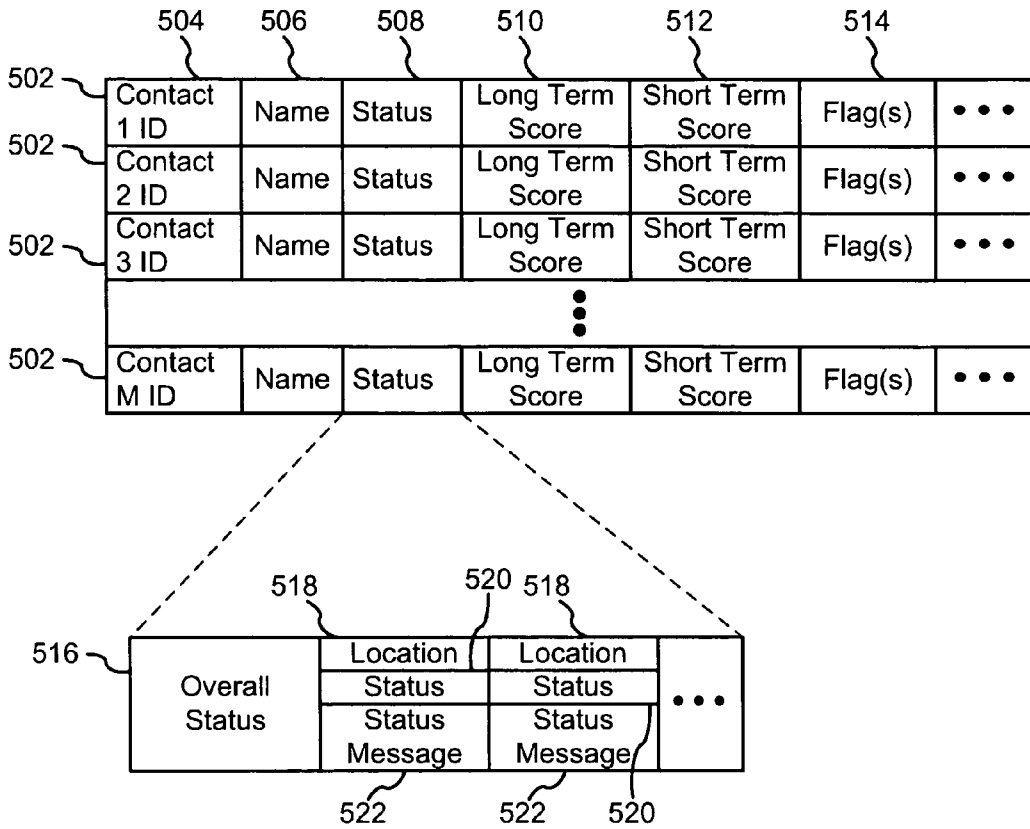 504 506 508 510 512 514
502 Contact 1 ID Name Status Long Term Score Short Term Score Flag(s) • • •
502 Contact 2 ID Name Status Long Term Score Short Term Score Flag(s) • • •
502 Contact 3 ID Name Status Long Term Score Short Term Score Flag(s) • • •
502 Contact M ID Name Status Long Term Score Short Term Score Flag(s) • • •
518 520 518
516 Overall Status
Location Location
Status Status
Status Message Status Message
522 522 520